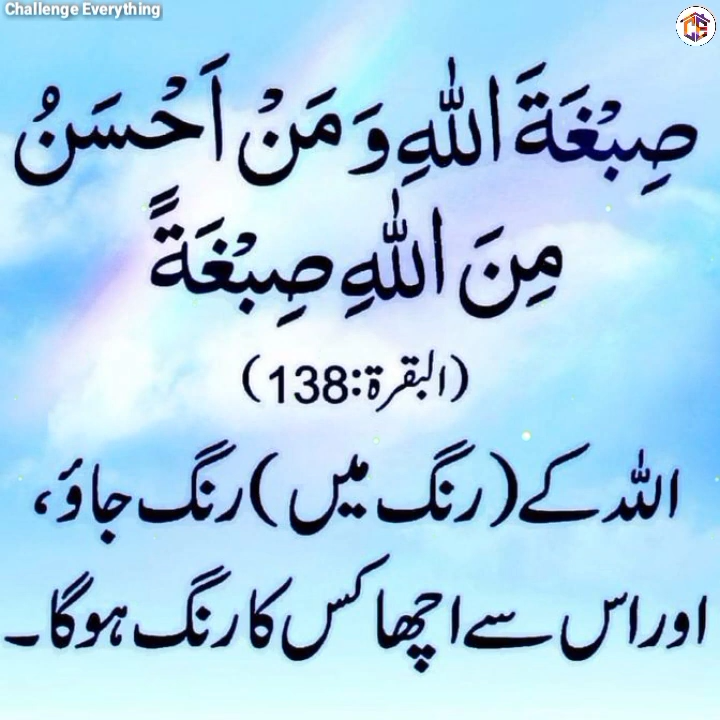 Challenge Everything
صِبْغَةَ اللّٰهِ وَ مَنْ اَحْسَنُ
مِنَ اللّٰهِ صِبْغَةً
(البقرة:138)
اللہ کے (رنگ میں) رنگ جاؤ،
اور اس سے اچھا کس کا رنگ ہوگا۔